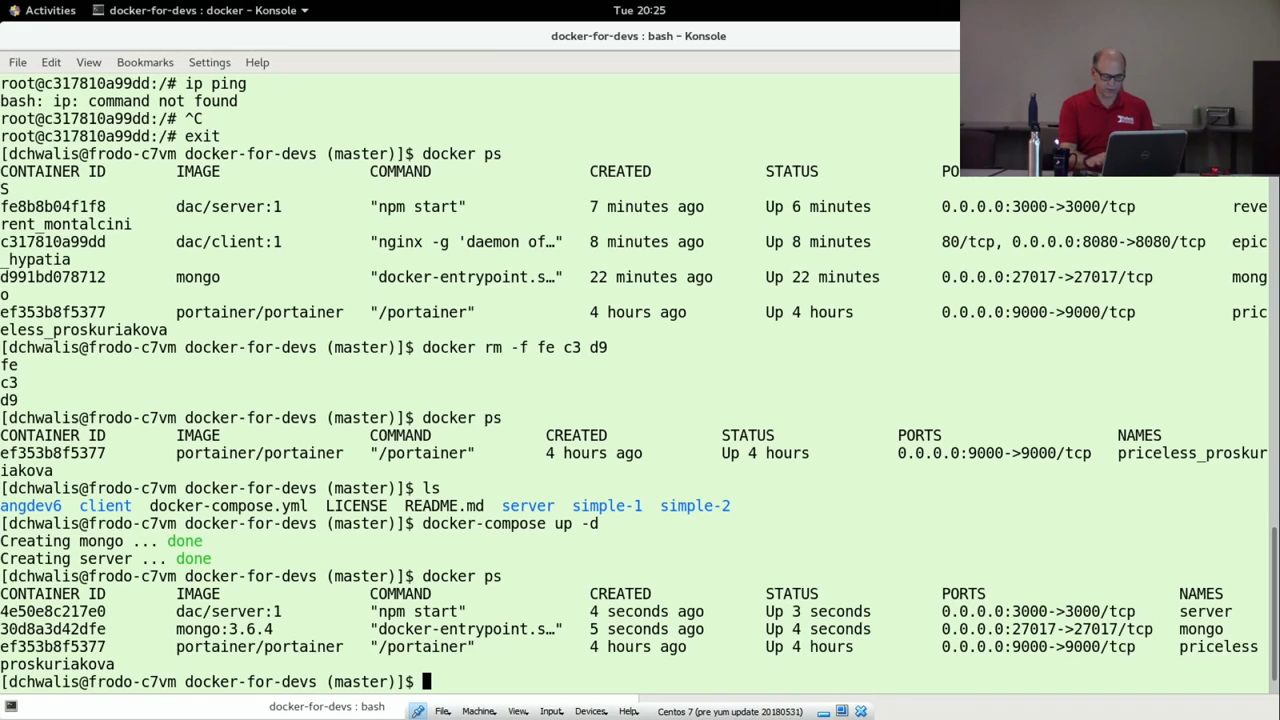 Activities docker-for-devs : docker – Konsole Tue 20:25
docker-for-devs : bash – Konsole
File Edit View Bookmarks Settings Help
root@c317810a99dd:/# ip ping
bash: ip: command not found
root@c317810a99dd:/# ^C
root@c317810a99dd:/# exit
[dchwalis@frodo-c7vm docker-for-devs (master)]$ docker ps
CONTAINER ID IMAGE COMMAND CREATED STATUS PO
S
fe8b8b04f1f8 dac/server:1 "npm start" 7 minutes ago Up 6 minutes 0.0.0.0:3000->3000/tcp reve
rent_montalcini
c317810a99dd dac/client:1 "nginx -g 'daemon of…" 8 minutes ago Up 8 minutes 80/tcp, 0.0.0.0:8080->8080/tcp epic
_hypatia
d991bd078712 mongo "docker-entrypoint.s…" 22 minutes ago Up 22 minutes 0.0.0.0:27017->27017/tcp mong
o
ef353b8f5377 portainer/portainer "/portainer" 4 hours ago Up 4 hours 0.0.0.0:9000->9000/tcp pric
eless_proskuriakova
[dchwalis@frodo-c7vm docker-for-devs (master)]$ docker rm -f fe c3 d9
fe
c3
d9
[dchwalis@frodo-c7vm docker-for-devs (master)]$ docker ps
CONTAINER ID IMAGE COMMAND CREATED STATUS PORTS NAMES
ef353b8f5377 portainer/portainer "/portainer" 4 hours ago Up 4 hours 0.0.0.0:9000->9000/tcp priceless_proskur
iakova
[dchwalis@frodo-c7vm docker-for-devs (master)]$ ls
angdev6 client docker-compose.yml LICENSE README.md server simple-1 simple-2
[dchwalis@frodo-c7vm docker-for-devs (master)]$ docker-compose up -d
Creating mongo ... done
Creating server ... done
[dchwalis@frodo-c7vm docker-for-devs (master)]$ docker ps
CONTAINER ID IMAGE COMMAND CREATED STATUS PORTS NAMES
4e50e8c217e0 dac/server:1 "npm start" 4 seconds ago Up 3 seconds 0.0.0.0:3000->3000/tcp server
30d8a3d42dfe mongo:3.6.4 "docker-entrypoint.s…" 5 seconds ago Up 4 seconds 0.0.0.0:27017->27017/tcp mongo
ef353b8f5377 portainer/portainer "/portainer" 4 hours ago Up 4 hours 0.0.0.0:9000->9000/tcp priceless
proskuriakova
[dchwalis@frodo-c7vm docker-for-devs (master)]$
docker-for-devs : bash
File Machine View Input Devices Help Centos 7 (pre yum update 20180531)